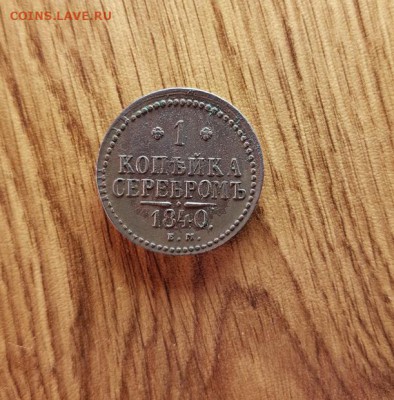 COINS.LAVE.RU
1
КОПѢЙКА
СЕРЕБРОМЪ
1840.
Е.М.